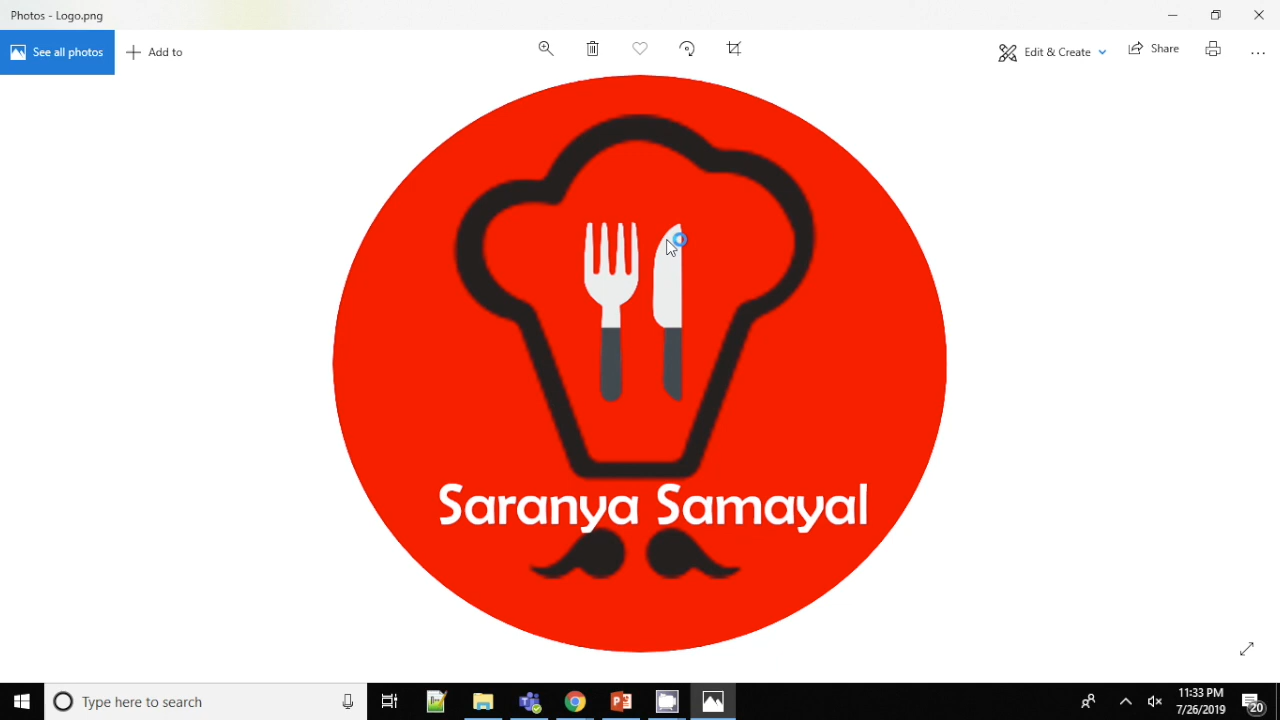 Photos - Logo.png
See all photos
Add to
Edit & Create
Share
Saranya Samayal
Type here to search
11:33 PM
7/26/2019
20